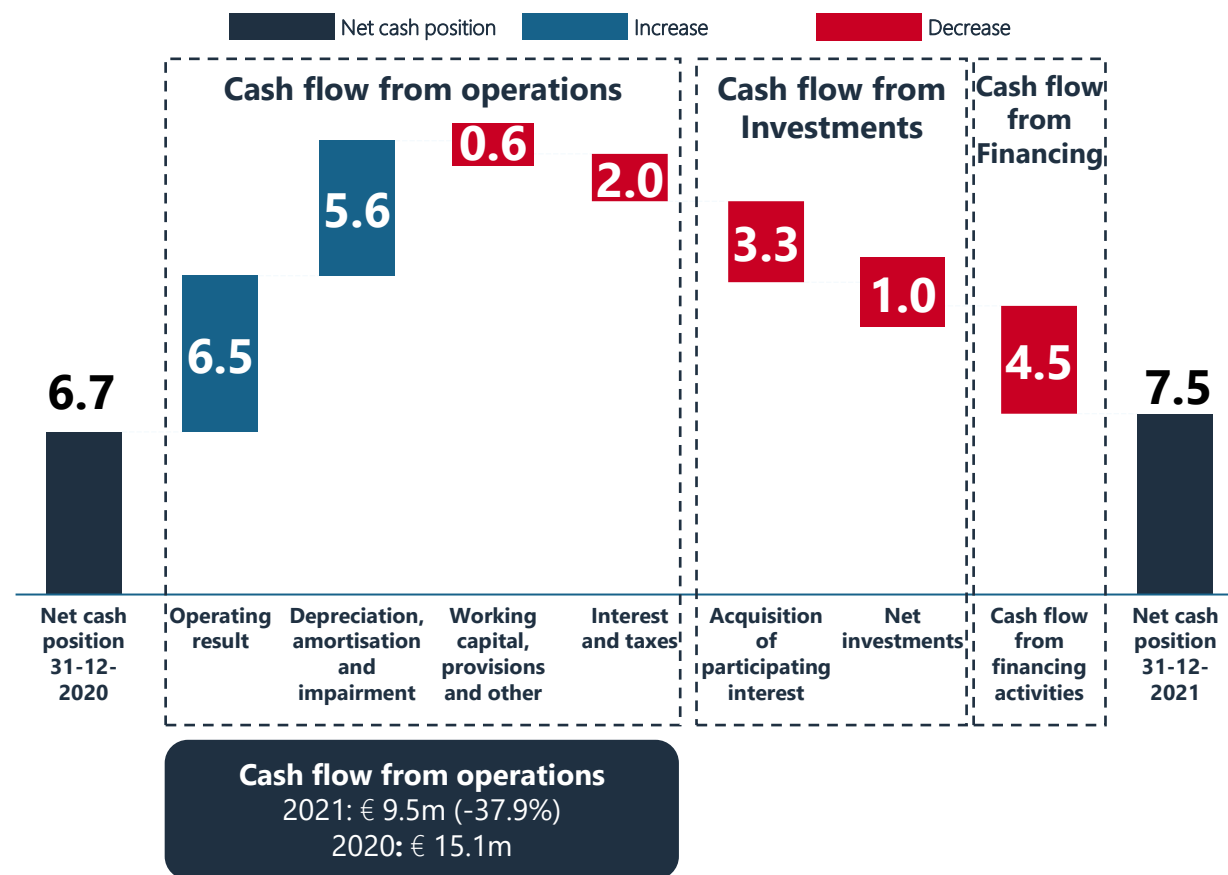 Net cash position
Increase
Decrease
Cash flow from operations
Cash flow from
Investments
Cash flow
from
Financing
6.7
6.5
5.6
0.6
2.0
3.3
1.0
4.5
7.5
Net cash
position
31-12-
2020
Operating
result
Depreciation,
amortisation
and
impairment
Working
capital,
provisions
and other
Interest
and taxes
Acquisition
of
participating
interest
Net
investments
Cash flow
from
financing
activities
Net cash
position
31-12-
2021
Cash flow from operations
2021: € 9.5m (-37.9%)
2020: € 15.1m